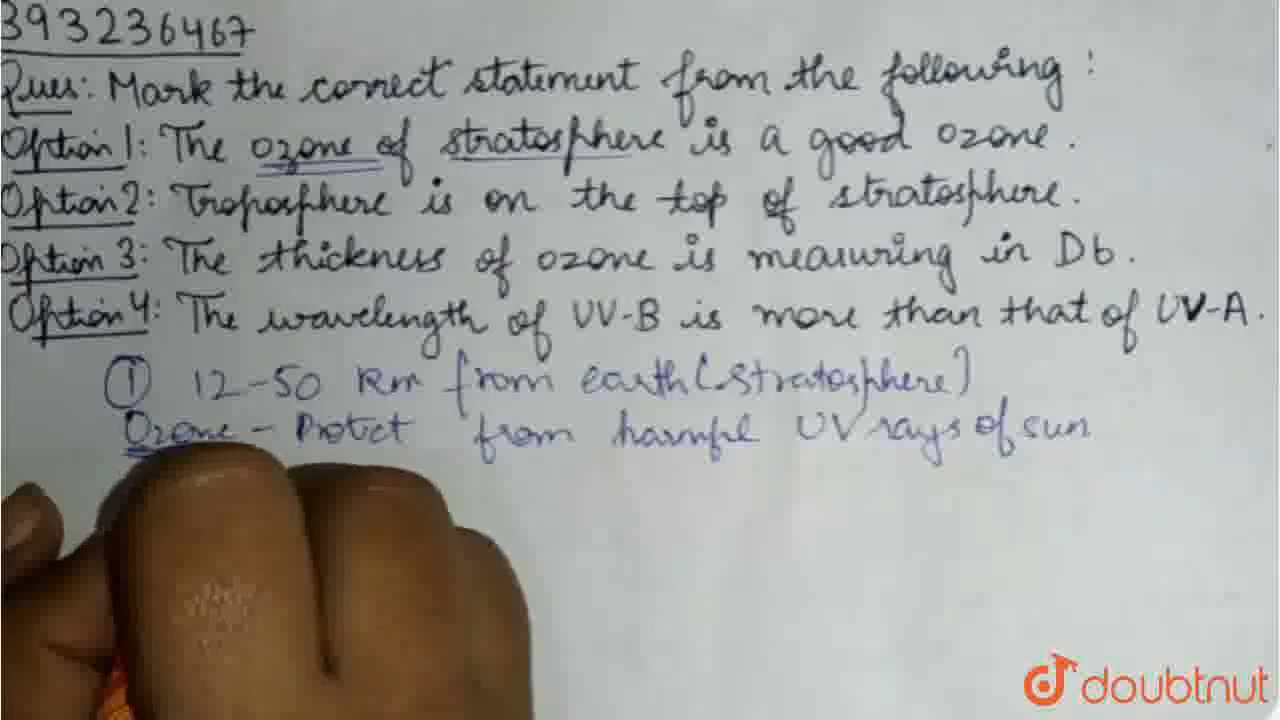 393236467
Ques: Mark the correct statement from the following:
Option 1: The ozone of stratosphere is a good ozone.
Option 2: Troposphere is on the top of stratosphere.
Option 3: The thickness of ozone is measuring in Db.
Option 4: The wavelength of UV-B is more than that of UV-A.
① 12-50 Km from earth (stratosphere)
Ozone - Protect from harmful UV rays of sun
doubtnut